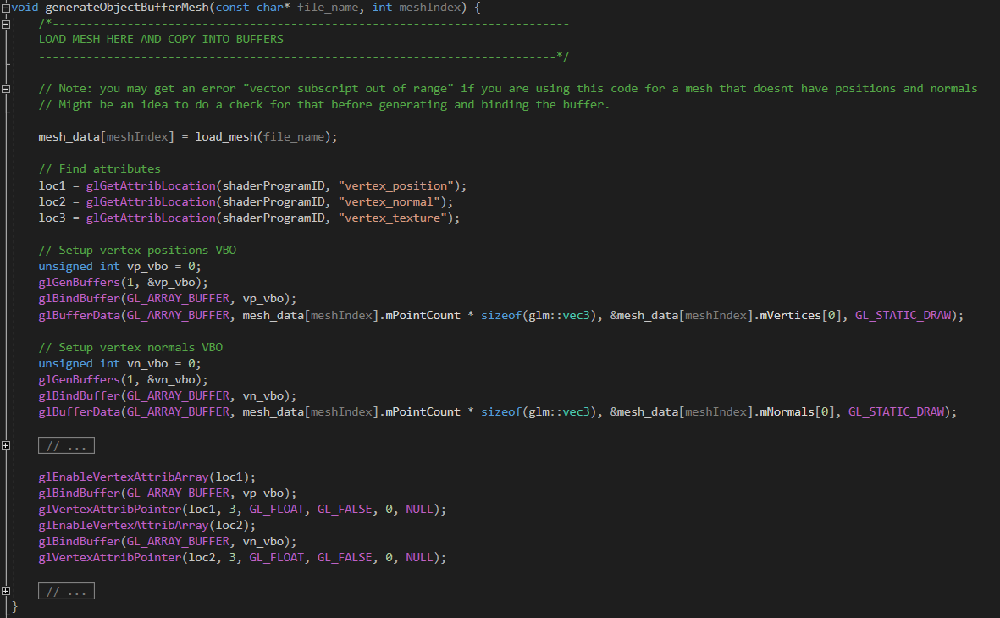 void generateObjectBufferMesh(const char* file_name, int meshIndex) {
/*----------------------------------------------------------------------------
LOAD MESH HERE AND COPY INTO BUFFERS
----------------------------------------------------------------------------*/
// Note: you may get an error "vector subscript out of range" if you are using this code for a mesh that doesnt have positions and normals
// Might be an idea to do a check for that before generating and binding the buffer.
mesh_data[meshIndex] = load_mesh(file_name);
// Find attributes
loc1 = glGetAttribLocation(shaderProgramID, "vertex_position");
loc2 = glGetAttribLocation(shaderProgramID, "vertex_normal");
loc3 = glGetAttribLocation(shaderProgramID, "vertex_texture");
// Setup vertex positions VBO
unsigned int vp_vbo = 0;
glGenBuffers(1, &vp_vbo);
glBindBuffer(GL_ARRAY_BUFFER, vp_vbo);
glBufferData(GL_ARRAY_BUFFER, mesh_data[meshIndex].mPointCount * sizeof(glm::vec3), &mesh_data[meshIndex].mVertices[0], GL_STATIC_DRAW);
// Setup vertex normals VBO
unsigned int vn_vbo = 0;
glGenBuffers(1, &vn_vbo);
glBindBuffer(GL_ARRAY_BUFFER, vn_vbo);
glBufferData(GL_ARRAY_BUFFER, mesh_data[meshIndex].mPointCount * sizeof(glm::vec3), &mesh_data[meshIndex].mNormals[0], GL_STATIC_DRAW);
// ...
glEnableVertexAttribArray(loc1);
glBindBuffer(GL_ARRAY_BUFFER, vp_vbo);
glVertexAttribPointer(loc1, 3, GL_FLOAT, GL_FALSE, 0, NULL);
glEnableVertexAttribArray(loc2);
glBindBuffer(GL_ARRAY_BUFFER, vn_vbo);
glVertexAttribPointer(loc2, 3, GL_FLOAT, GL_FALSE, 0, NULL);
// ...
}